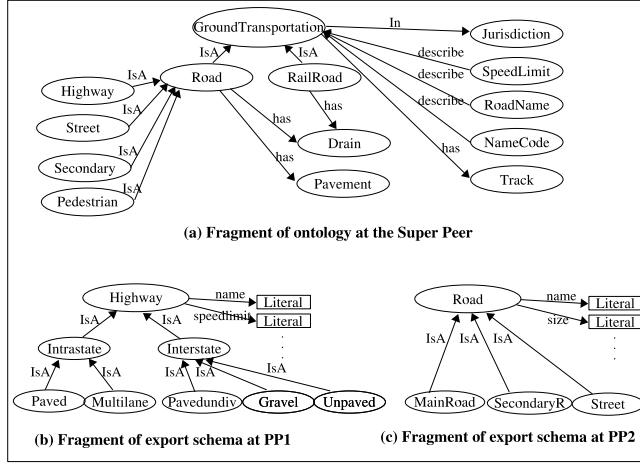 GroundTransportation
In
Jurisdiction
IsA
IsA
describe
SpeedLimit
Highway
IsA
Road
RailRoad
describe
RoadName
Street
IsA
has
has
describe
NameCode
Secondary
IsA
Drain
has
has
Track
Pedestrian
IsA
Pavement
(a) Fragment of ontology at the Super Peer
Highway
name
Literal
speedlimit
Literal
IsA
IsA
Intrastate
Interstate
IsA
IsA
IsA
IsA
IsA
Paved
Multilane
Pavedundiv
Gravel
Unpaved
(b) Fragment of export schema at PP1
Road
name
Literal
size
Literal
IsA
IsA
IsA
MainRoad
SecondaryR
Street
(c) Fragment of export schema at PP2